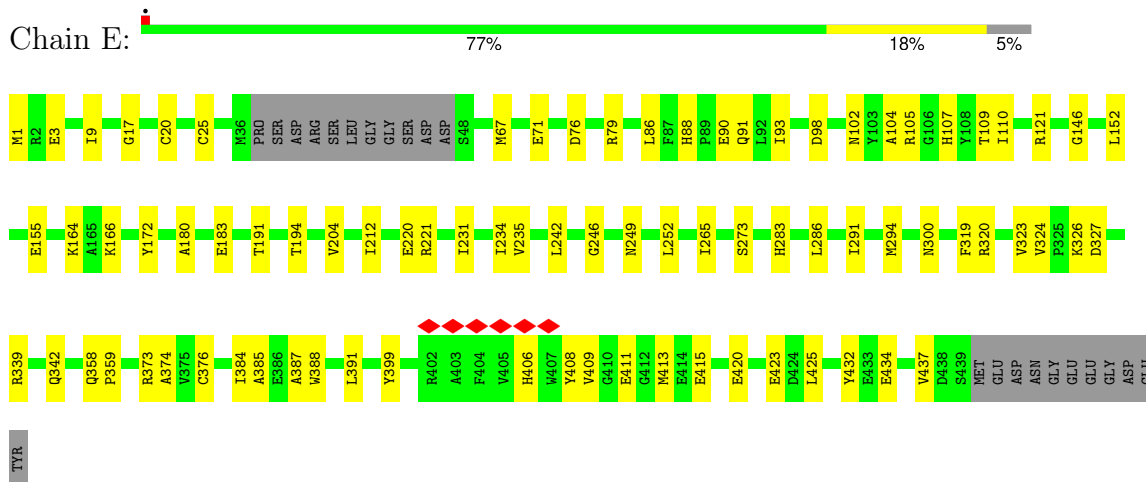 Chain E:
77% 18% 5%
M1 R2 E3 I9 G17 C20 C25 M36 PRO SER ASP ARG SER LEU GLY GLY SER ASP ASP S48 M67 E71 D76 R79 L86 F87 H88 P89 E90 Q91 L92 I93 D98 N102 Y103 A104 R105 G106 H107 Y108 T109 I110 R121 G146 L152
E155 K164 A165 K166 Y172 A180 E183 T191 T194 V204 I212 E220 R221 I231 I234 V235 L242 G246 N249 L252 I265 S273 H283 L286 I291 M294 N300 F319 R320 V323 V324 P325 K326 D327
R339 Q342 Q358 P359 R373 A374 V375 C376 I384 A385 E386 A387 W388 L391 Y399 R402 A403 F404 V405 H406 W407 Y408 V409 G410 E411 G412 M413 E414 E415 E420 E423 D424 L425 Y432 E433 E434 V437 D438 S439 MET GLU ASP ASN GLY GLU GLU GLY ASP GLU
TYR